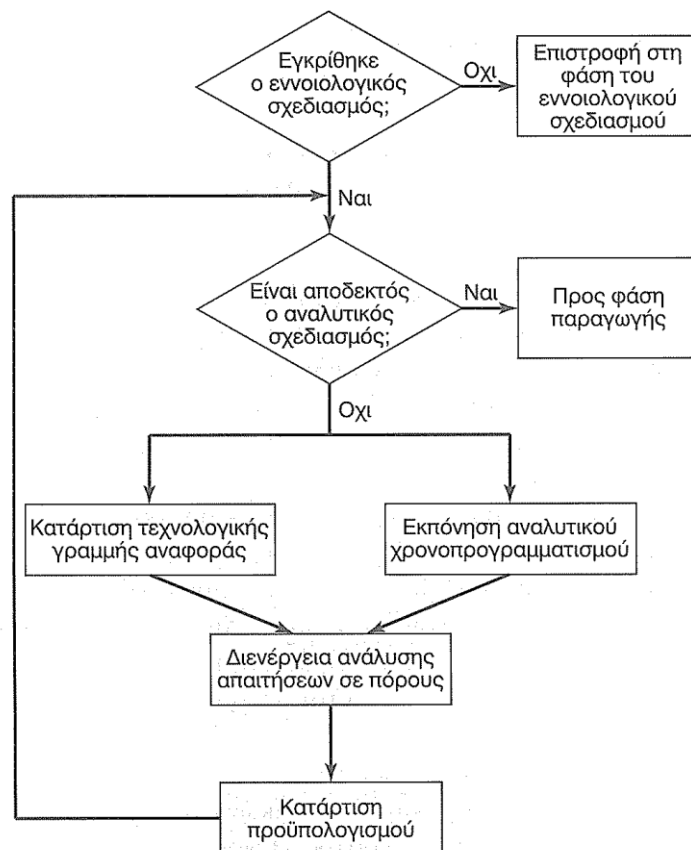 Εγκρίθηκε
ο εννοιολογικός
σχεδιασμός;
Οχι
Επιστροφή στη
φάση του
εννοιολογικού
σχεδιασμού
Ναι
Είναι αποδεκτός
ο αναλυτικός
σχεδιασμός;
Ναι
Προς φάση
παραγωγής
Οχι
Κατάρτιση τεχνολογικής
γραμμής αναφοράς
Εκπόνηση αναλυτικού
χρονοπρογραμματισμού
Διενέργεια ανάλυσης
απαιτήσεων σε πόρους
Κατάρτιση
προϋπολογισμού